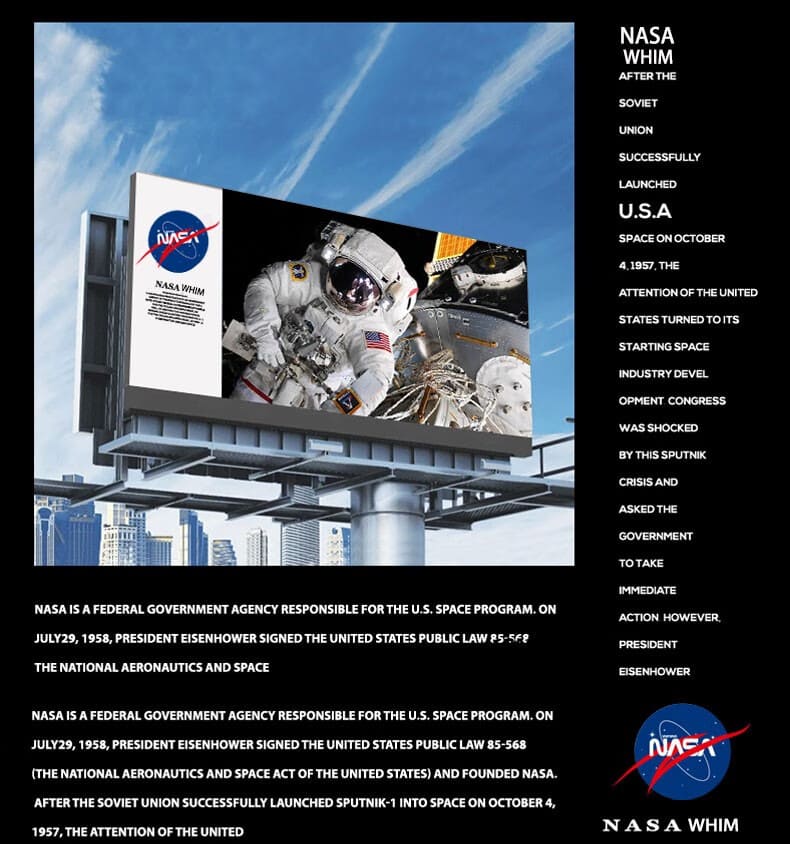 NASA
NASA WHIM
NASA IS A FEDERAL GOVERNMENT AGENCY RESPONSIBLE FOR THE U.S. SPACE PROGRAM. ON
JULY29, 1958, PRESIDENT EISENHOWER SIGNED THE UNITED STATES PUBLIC LAW 85-568
THE NATIONAL AERONAUTICS AND SPACE
NASA IS A FEDERAL GOVERNMENT AGENCY RESPONSIBLE FOR THE U.S. SPACE PROGRAM. ON
JULY29, 1958, PRESIDENT EISENHOWER SIGNED THE UNITED STATES PUBLIC LAW 85-568
(THE NATIONAL AERONAUTICS AND SPACE ACT OF THE UNITED STATES) AND FOUNDED NASA.
AFTER THE SOVIET UNION SUCCESSFULLY LAUNCHED SPUTNIK-1 INTO SPACE ON OCTOBER 4,
1957, THE ATTENTION OF THE UNITED
NASA
WHIM
AFTER THE
SOVIET
UNION
SUCCESSFULLY
LAUNCHED
U.S.A
SPACE ON OCTOBER
4, 1957, THE
ATTENTION OF THE UNITED
STATES TURNED TO ITS
STARTING SPACE
INDUSTRY DEVEL
OPMENT CONGRESS
WAS SHOCKED
BY THIS SPUTNIK
CRISIS AND
ASKED THE
GOVERNMENT
TO TAKE
IMMEDIATE
ACTION HOWEVER,
PRESIDENT
EISENHOWER
NASA
NASA WHIM